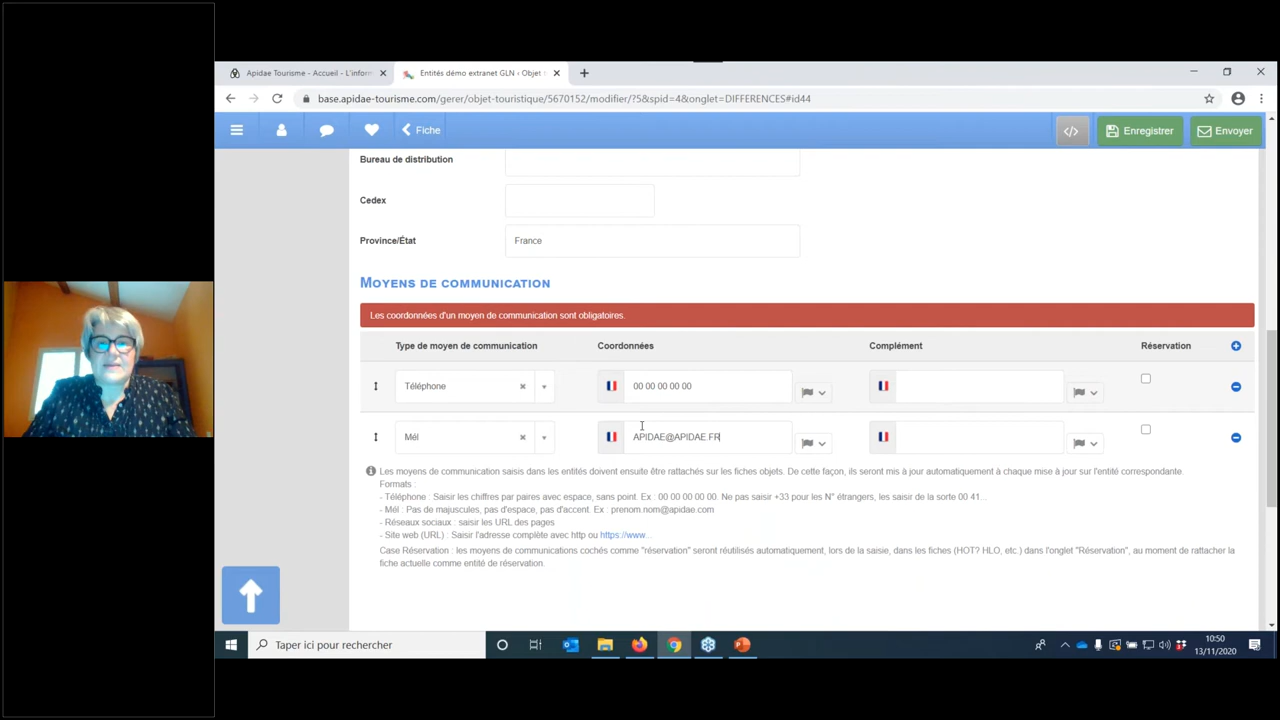 Apidae Tourisme - Accueil - L'inform
Entités démo extranet GLN ‹ Objet
base.apidae-tourisme.com/gerer/objet-touristique/5670152/modifier/?5&spid=4&onglet=DIFFERENCES#id44
Fiche
</>
Enregistrer
Envoyer
Bureau de distribution
Cedex
Province/État
France
MOYENS DE COMMUNICATION
Les coordonnées d'un moyen de communication sont obligatoires.
Type de moyen de communication
Coordonnées
Complément
Réservation
Téléphone
00 00 00 00 00
Mél
APIDAE@APIDAE.FR
Les moyens de communication saisis dans les entités doivent ensuite être rattachés sur les fiches objets. De cette façon, ils seront mis à jour automatiquement à chaque mise à jour sur l'entité correspondante.
Formats :
- Téléphone : Saisir les chiffres par paires avec espace, sans point. Ex : 00 00 00 00 00. Ne pas saisir +33 pour les N° étrangers, les saisir de la sorte 00 41...
- Mél : Pas de majuscules, pas d'espace, pas d'accent. Ex : prenom.nom@apidae.com
- Réseaux sociaux : saisir les URL des pages
- Site web (URL) : Saisir l'adresse complète avec http ou https://www...
Case Réservation : les moyens de communications cochés comme "réservation" seront réutilisés automatiquement, lors de la saisie, dans les fiches (HOT? HLO, etc.) dans l'onglet "Réservation", au moment de rattacher la
fiche actuelle comme entité de réservation.
Taper ici pour rechercher
10:50
13/11/2020